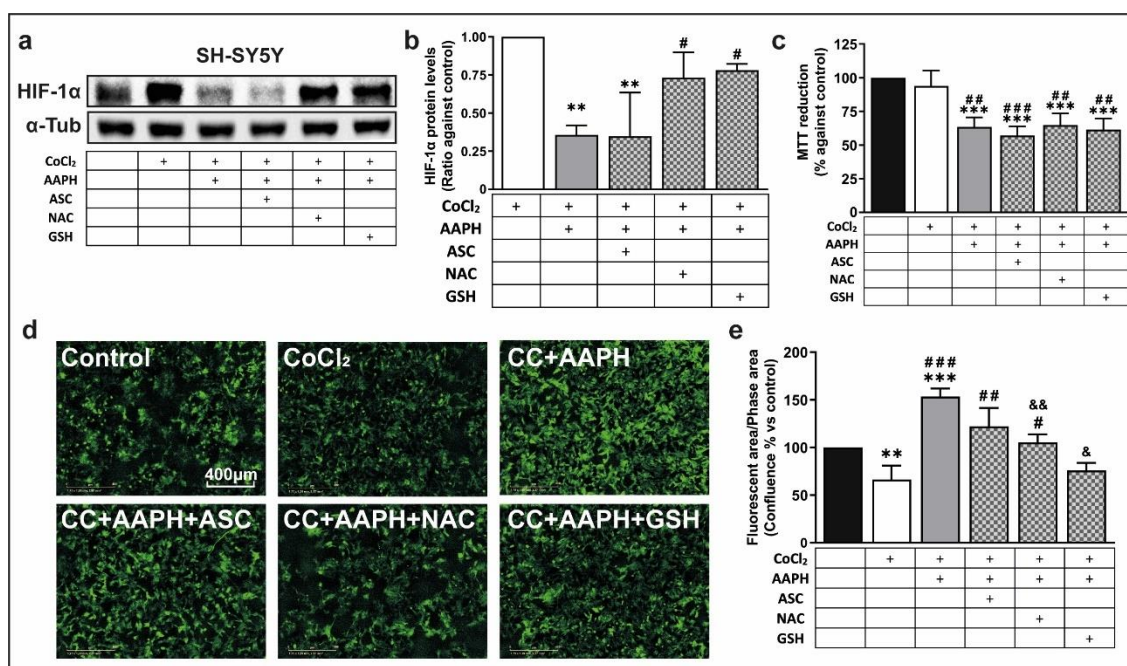 a
SH-SY5Y
HIF-1α
α-Tub
CoCl₂ + + + + +
AAPH + + + +
ASC +
NAC +
GSH +
b
HIF-1α protein levels
(Ratio against control)
1.00
0.75
0.50
0.25
0
** ** # #
CoCl₂ + + + + +
AAPH + + + +
ASC +
NAC +
GSH +
c
MTT reduction
(% against control)
125
100
75
50
25
0
## ### ## ##
*** *** *** ***
CoCl₂ + + + + +
AAPH + + + +
ASC +
NAC +
GSH +
d
Control CoCl₂ CC+AAPH
400µm
CC+AAPH+ASC CC+AAPH+NAC CC+AAPH+GSH
e
Fluorescent area/Phase area
(Confluence % vs control)
200
150
100
50
0
**
###
***
##
&&
#
&
CoCl₂ + + + + +
AAPH + + + +
ASC +
NAC +
GSH +